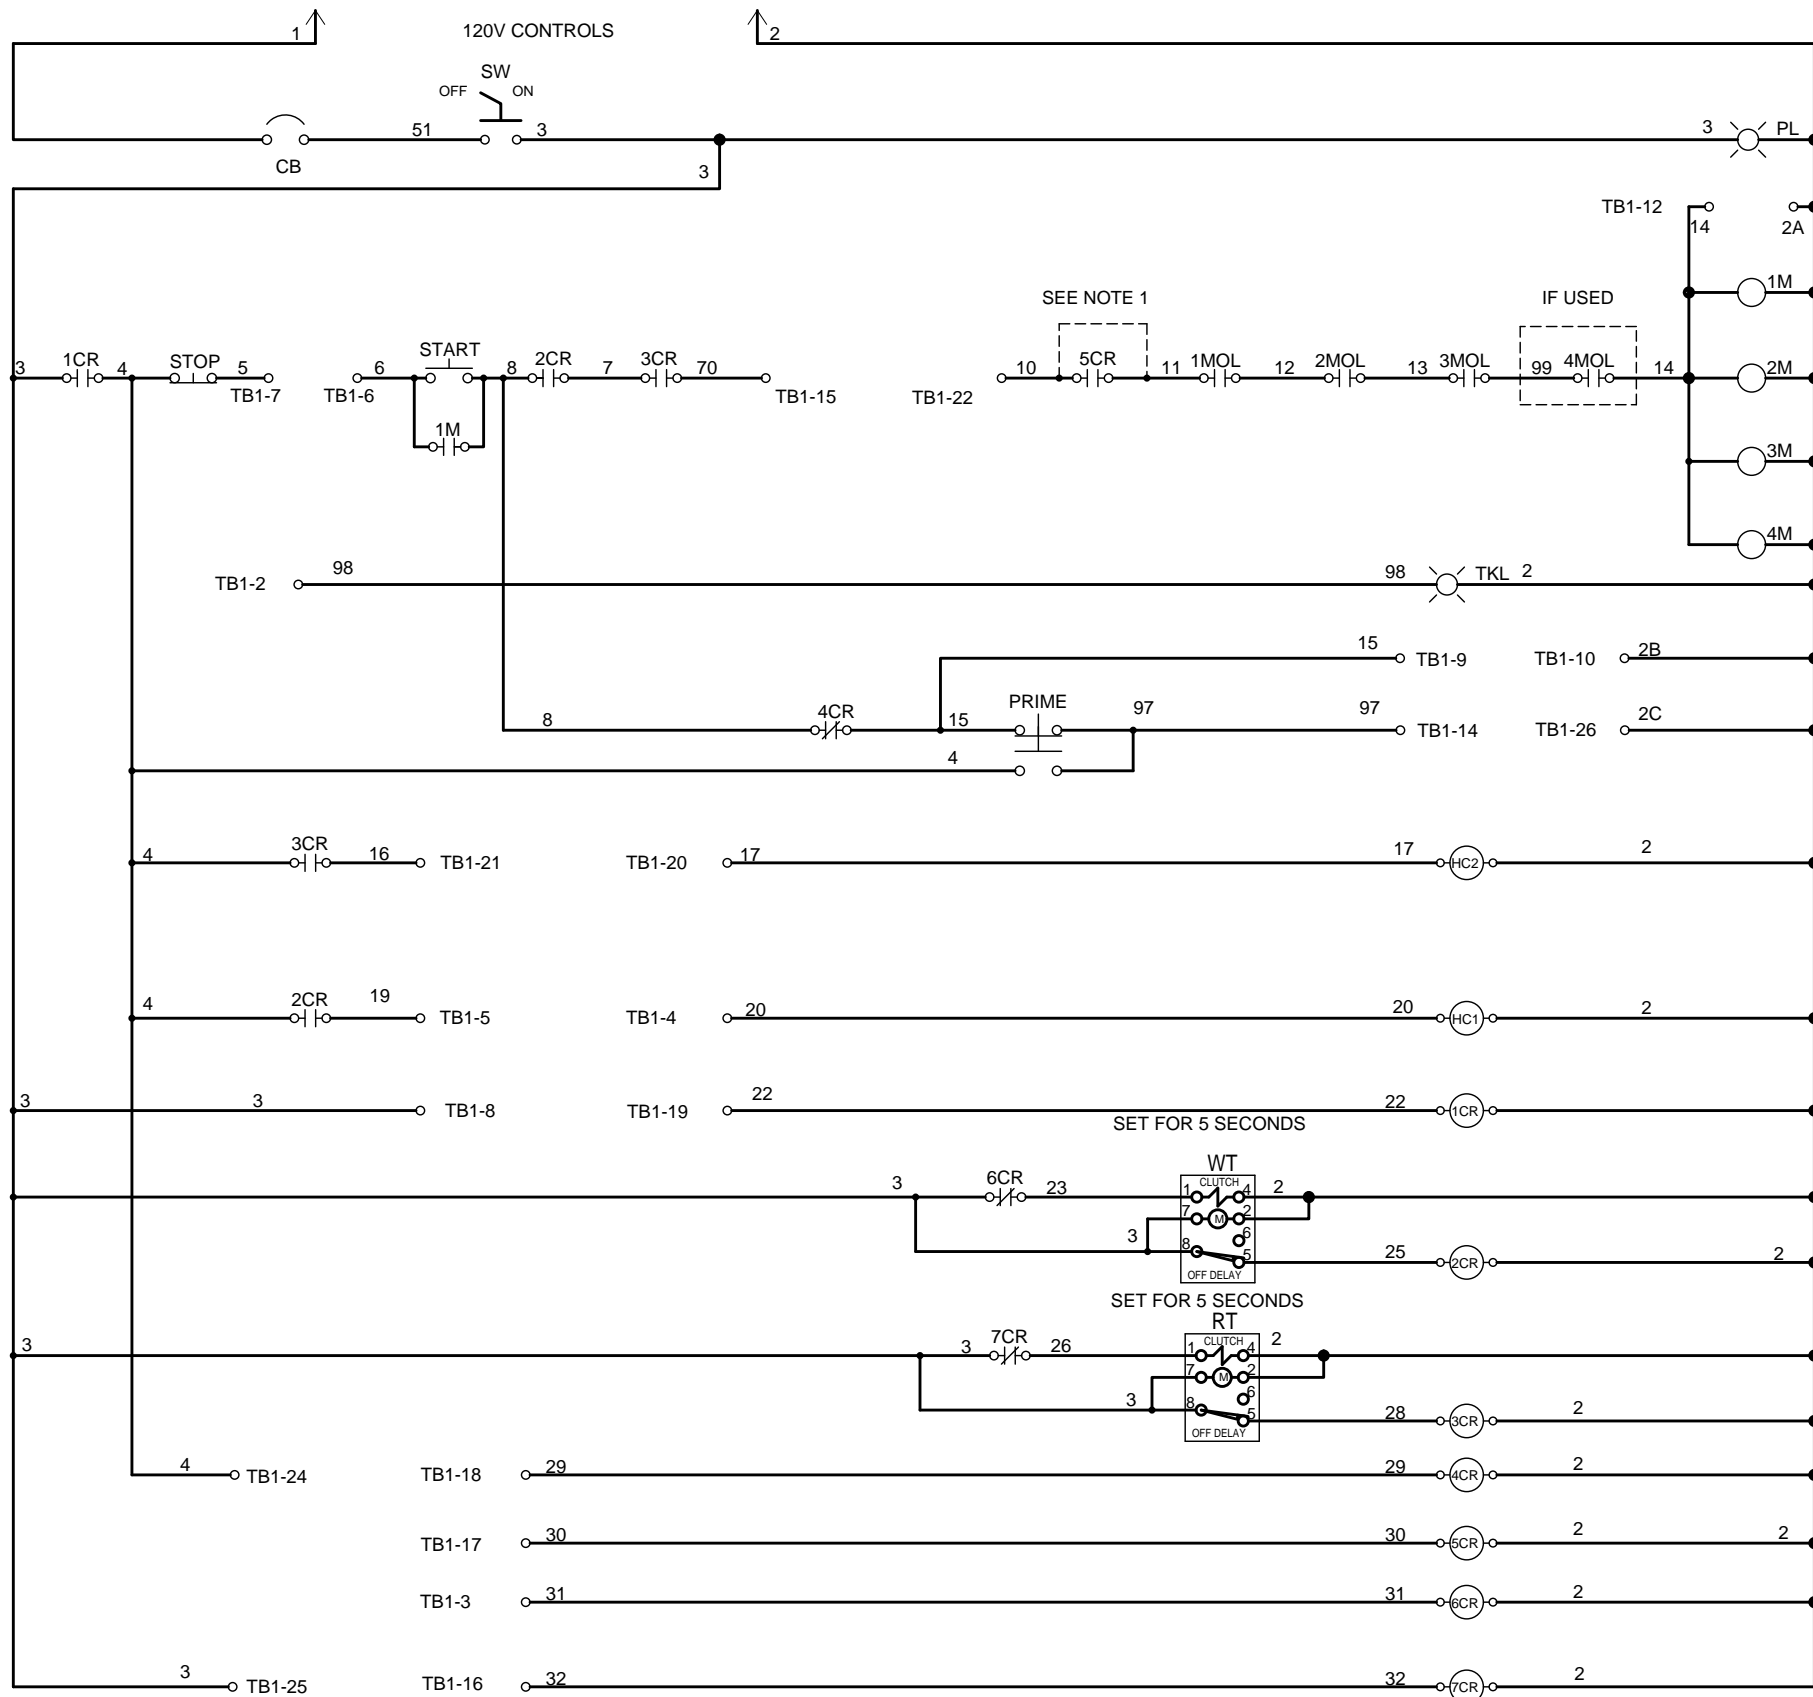 1 120V CONTROLS 2
SW
OFF ON
51 3 3 PL
CB
3
TB1-12
14 2A
SEE NOTE 1 IF USED 1M
3 1CR 4 STOP 5 6 START 8 2CR 7 3CR 70 10 5CR 11 1MOL 12 2MOL 13 3MOL 99 4MOL 14 2M
TB1-7 TB1-6 TB1-15 TB1-22
1M 3M
4M
TB1-2 98 98 TKL 2
15 TB1-9 TB1-10 2B
8 4CR 15 PRIME 97 97 TB1-14 TB1-26 2C
4
4 3CR 16 TB1-21 TB1-20 17 17 HC2 2
4 2CR 19 TB1-5 TB1-4 20 20 HC1 2
3 3 TB1-8 TB1-19 22 22 1CR
SET FOR 5 SECONDS
WT
3 6CR 23 1 CLUTCH 4 2
7 M 2
3 6
8 5 25 2CR 2
OFF DELAY
SET FOR 5 SECONDS
RT
3 3 7CR 26 1 CLUTCH 4 2
7 M 2
3 6
8 5 28 3CR 2
OFF DELAY
4 TB1-24 TB1-18 29 29 4CR 2
TB1-17 30 30 5CR 2 2
TB1-3 31 31 6CR 2
3 TB1-25 TB1-16 32 32 7CR 2